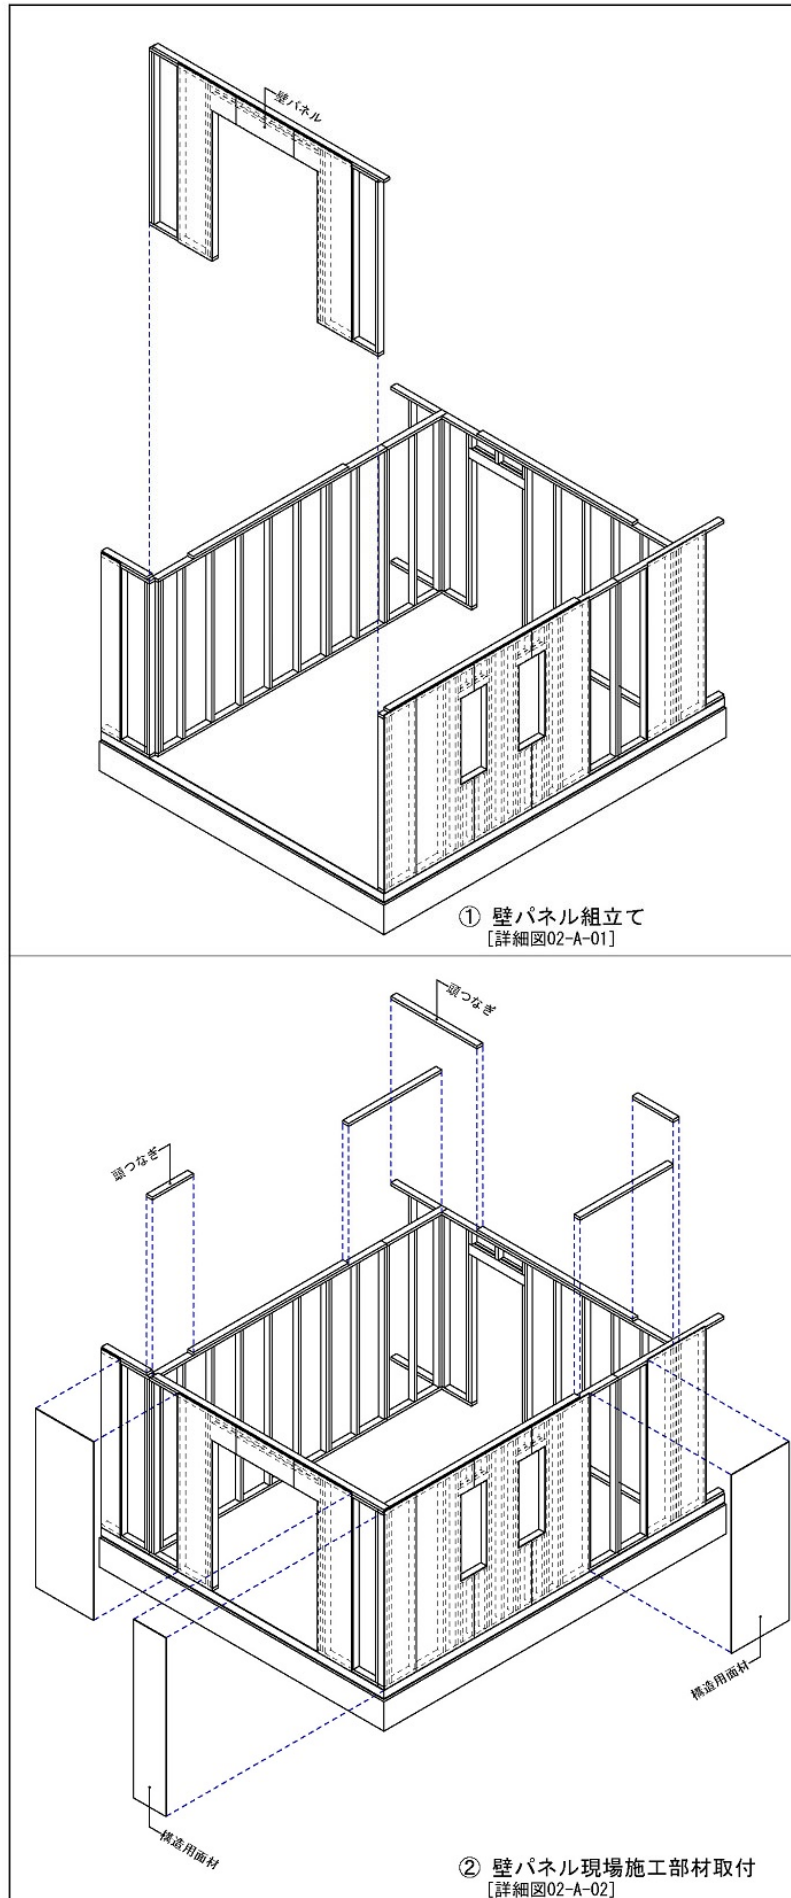 壁パネル
① 壁パネル組立て
[詳細図02-A-01]
頭つなぎ
頭つなぎ
構造用面材
構造用面材
② 壁パネル現場施工部材取付
[詳細図02-A-02]